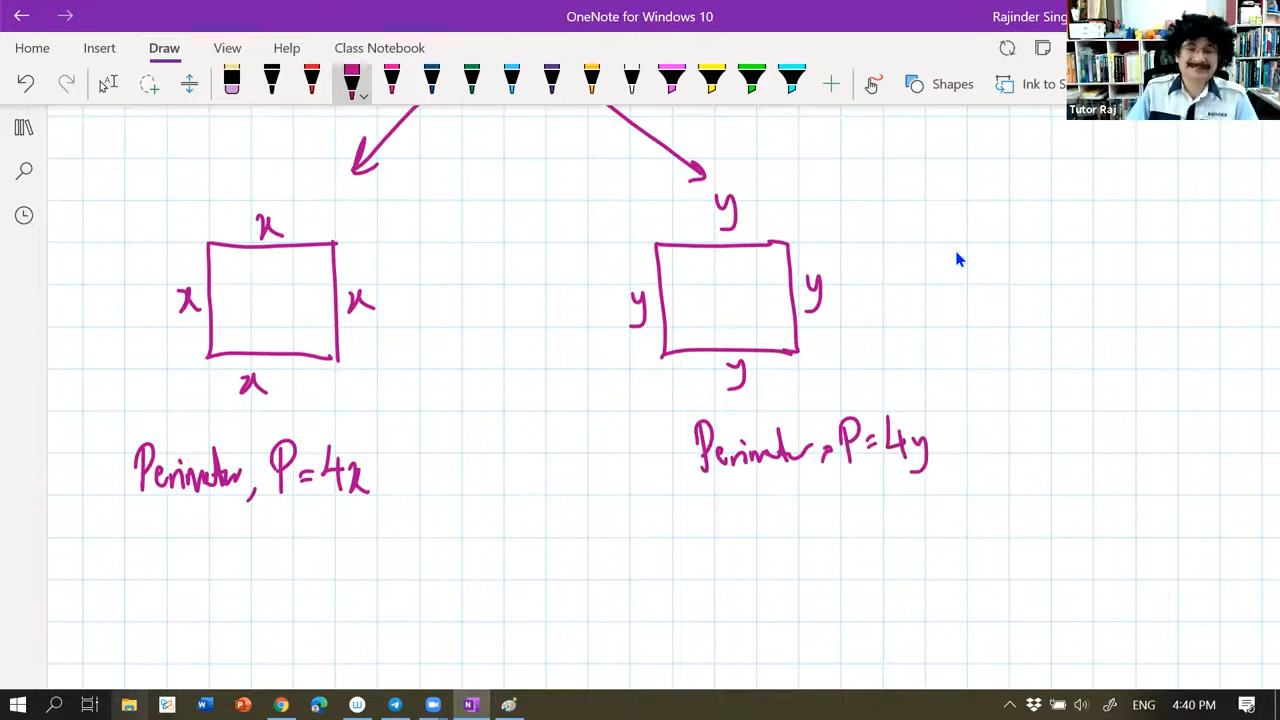 OneNote for Windows 10
Rajinder Sing
Home Insert Draw View Help Class Notebook
Shapes Ink to S
Tutor Raj
x
x
x
x
y
y
y
y
Perimeter, P=4x
Perimeter, P=4y
ENG 4:40 PM